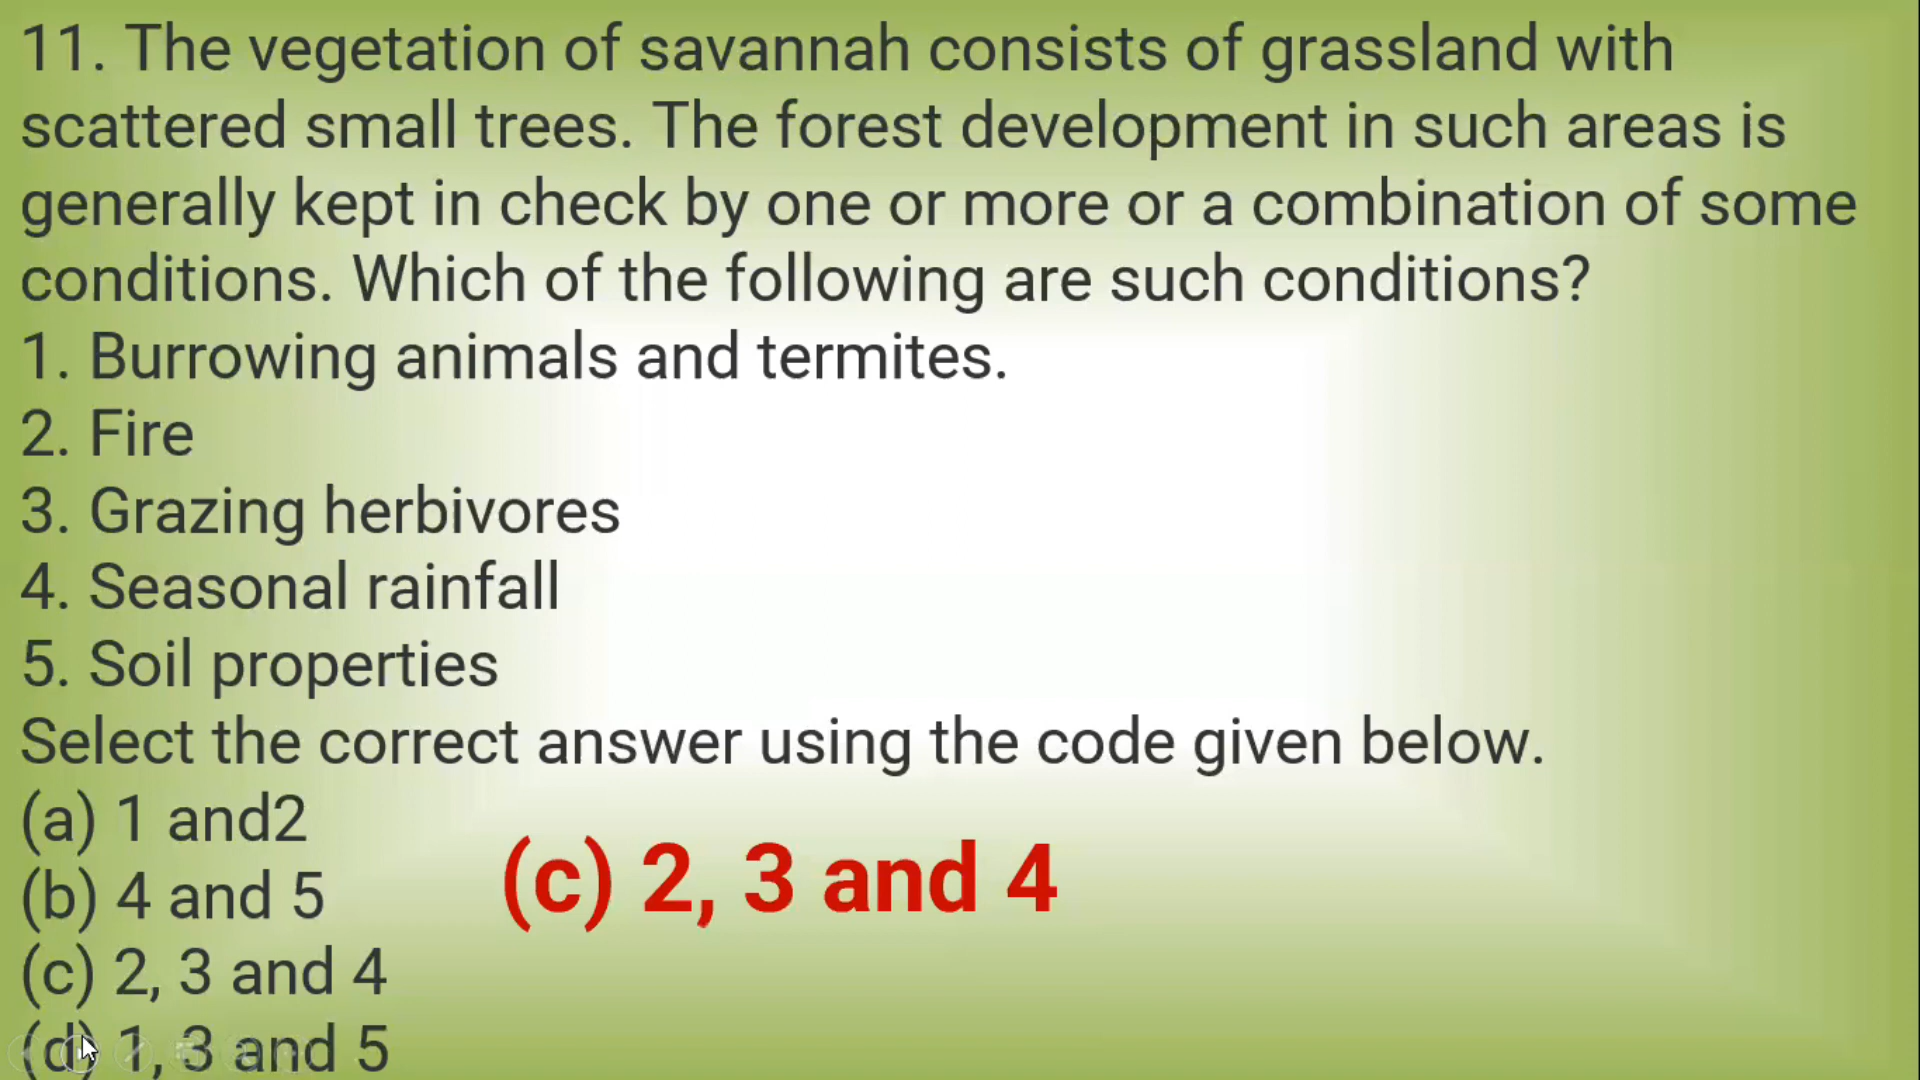 11. The vegetation of savannah consists of grassland with
scattered small trees. The forest development in such areas is
generally kept in check by one or more or a combination of some
conditions. Which of the following are such conditions?
1. Burrowing animals and termites.
2. Fire
3. Grazing herbivores
4. Seasonal rainfall
5. Soil properties
Select the correct answer using the code given below.
(a) 1 and2
(b) 4 and 5
(c) 2, 3 and 4
(c) 2, 3 and 4
(d) 1, 3 and 5